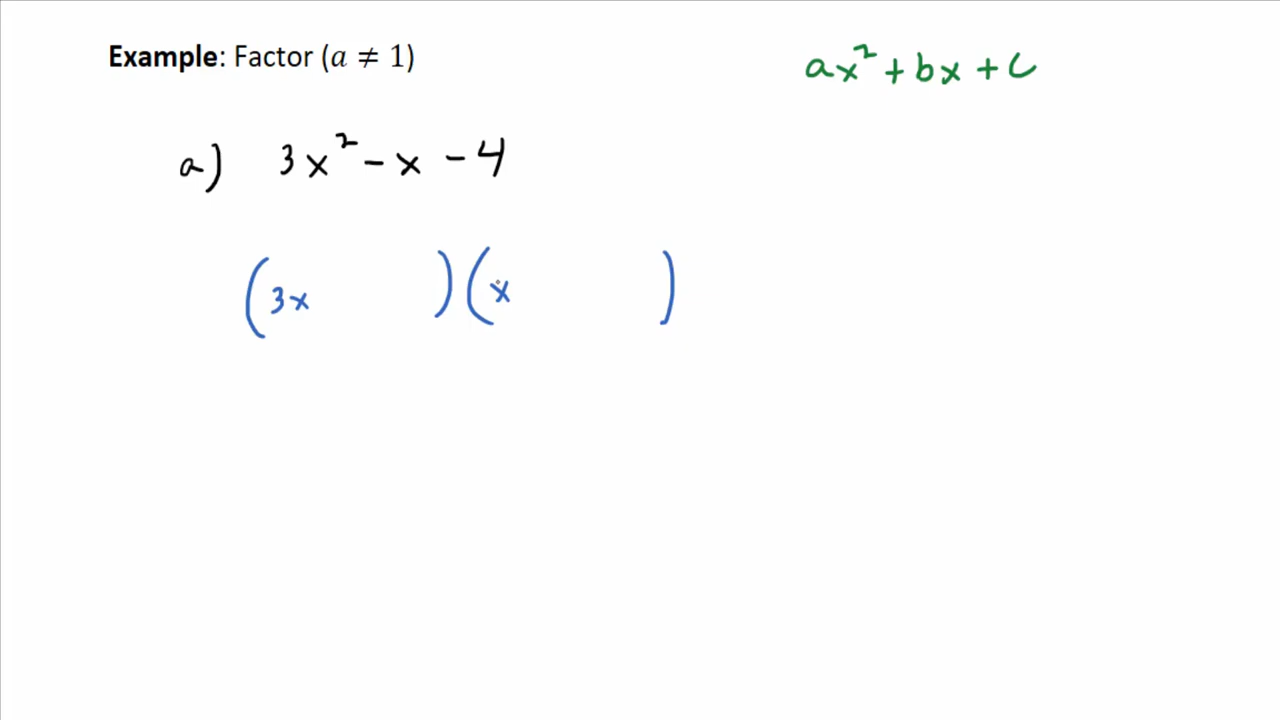 Example: Factor (a ≠ 1)
ax² + bx + c
a) 3x² - x - 4
(3x )(x )